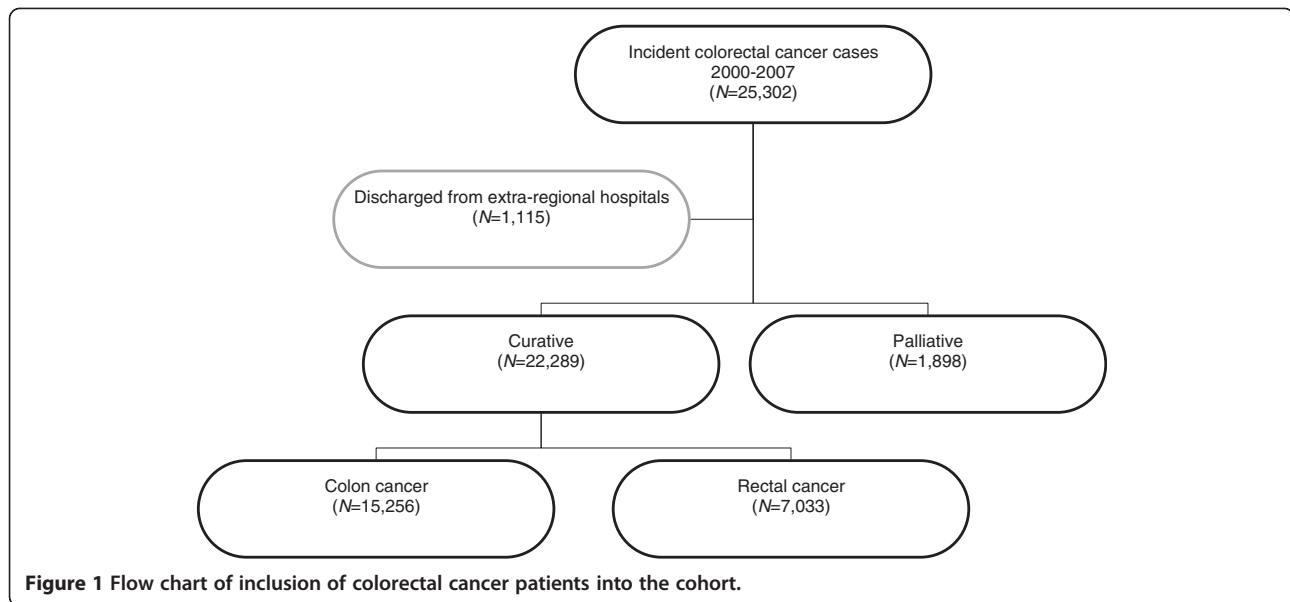 Incident colorectal cancer cases
2000-2007
(N=25,302)
Discharged from extra-regional hospitals
(N=1,115)
Curative
(N=22,289)
Palliative
(N=1,898)
Colon cancer
(N=15,256)
Rectal cancer
(N=7,033)
Figure 1 Flow chart of inclusion of colorectal cancer patients into the cohort.